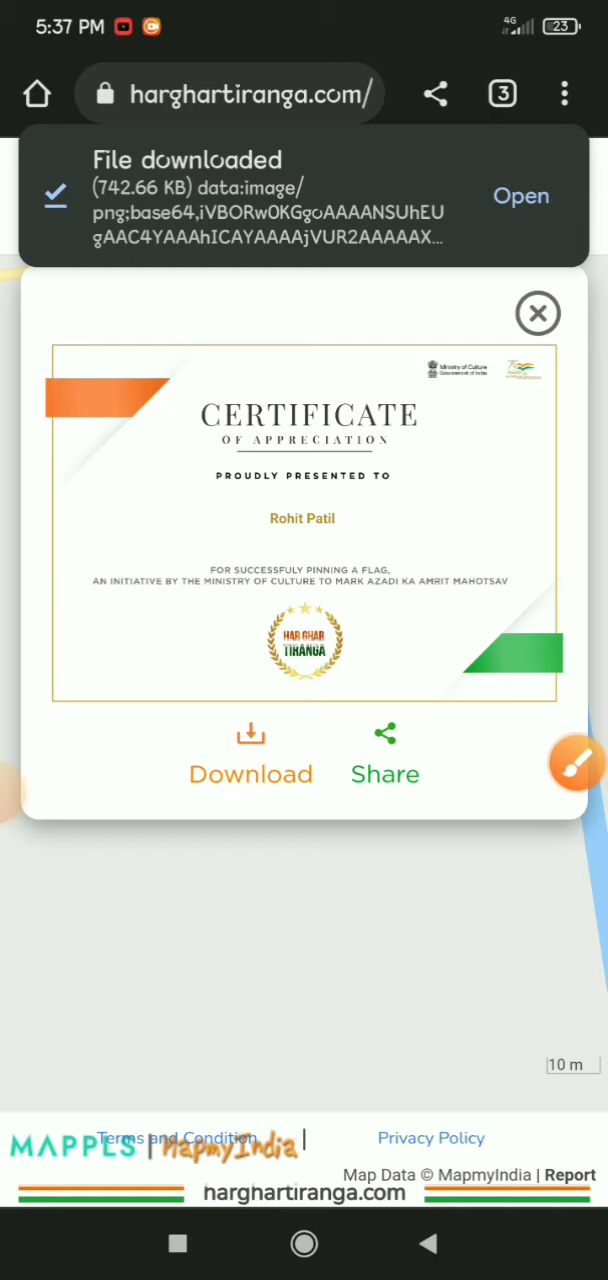 5:37 PM
4G
23
harghartiranga.com/
3
File downloaded
(742.66 KB) data:image/
png;base64,iVBORw0KGgoAAAANSUhEU
gAAC4YAAAhICAYAAAAjVUR2AAAAAX...
Open
Ministry of Culture
Government of India
CERTIFICATE
OF APPRECIATION
PROUDLY PRESENTED TO
Rohit Patil
FOR SUCCESSFULY PINNING A FLAG,
AN INITIATIVE BY THE MINISTRY OF CULTURE TO MARK AZADI KA AMRIT MAHOTSAV
HAR GHAR
TIRANGA
Download
Share
10 m
Terms and Condition | Privacy Policy
MAPPLS | MapmyIndia
Map Data © MapmyIndia | Report
harghartiranga.com